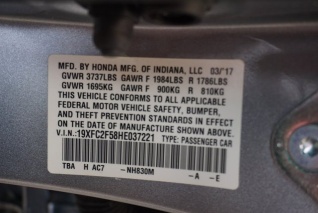 MFD. BY HONDA MFG. OF INDIANA, LLC 03/'17
GVWR 3737LBS GAWR F 1984LBS R 1786LBS
GVWR 1695KG GAWR F 900KG R 810KG
THIS VEHICLE CONFORMS TO ALL APPLICABLE
FEDERAL MOTOR VEHICLE SAFETY, BUMPER,
AND THEFT PREVENTION STANDARDS IN EFFECT
ON THE DATE OF MANUFACTURE SHOWN ABOVE.
V.I.N.: 19XFC2F58HE037221 TYPE: PASSENGER CAR
TBA H AC7 -NH830M -A -E